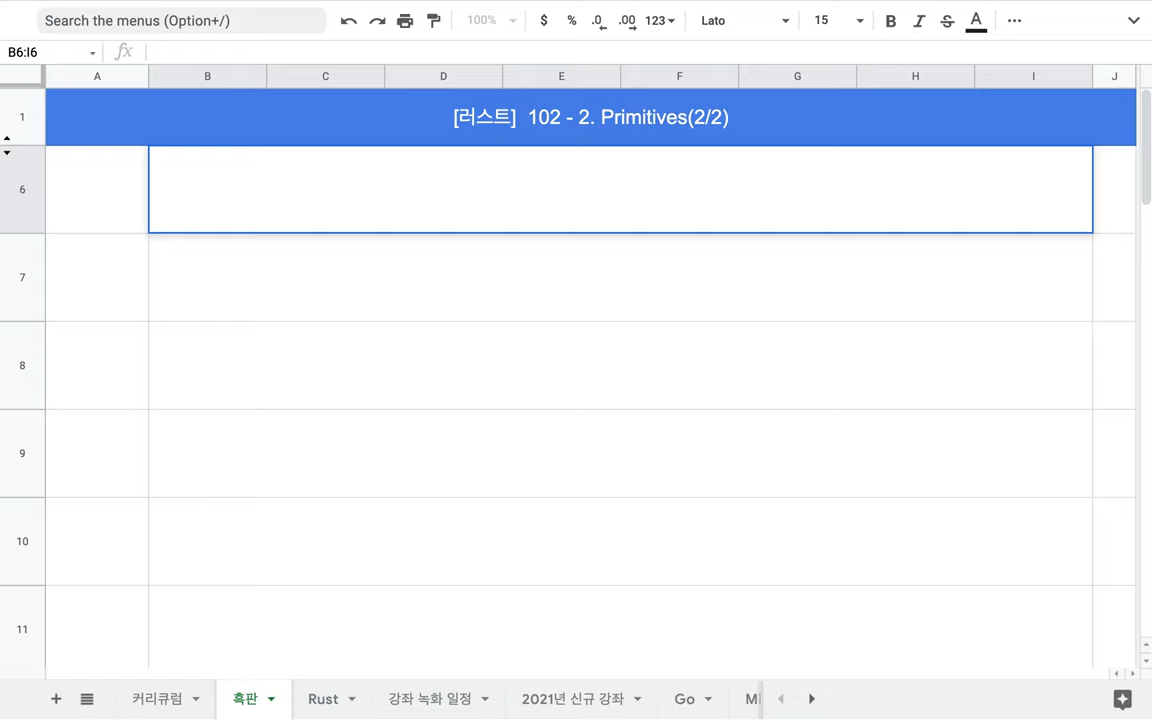 Search the menus (Option+/) 100% $ % .0 .00 123 Lato 15 B I S A
B6:I6 fx
A B C D E F G H I J
1 [러스트] 102 - 2. Primitives(2/2)
6
7
8
9
10
11
커리큐럼 흑판 Rust 강좌 녹화 일정 2021년 신규 강좌 Go